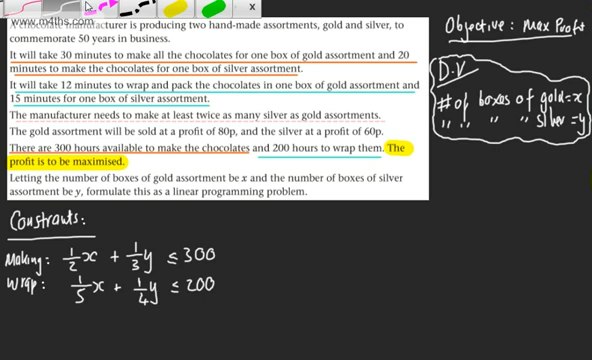 www.m4ths.com
x
A chocolate manufacturer is producing two hand-made assortments, gold and silver, to
commemorate 50 years in business.
It will take 30 minutes to make all the chocolates for one box of gold assortment and 20
minutes to make the chocolates for one box of silver assortment.
It will take 12 minutes to wrap and pack the chocolates in one box of gold assortment and
15 minutes for one box of silver assortment.
The manufacturer needs to make at least twice as many silver as gold assortments.
The gold assortment will be sold at a profit of 80p, and the silver at a profit of 60p.
There are 300 hours available to make the chocolates and 200 hours to wrap them. The
profit is to be maximised.
Letting the number of boxes of gold assortment be x and the number of boxes of silver
assortment be y, formulate this as a linear programming problem.
Objective: Max Profit
D.V
# of boxes of gold = x
" " " " silver = y
Constraints:
Making: 1/2 x + 1/3 y ≤ 300
Wrap: 1/5 x + 1/4 y ≤ 200